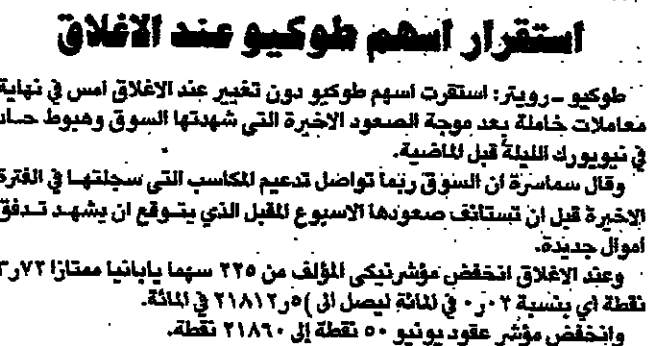 استقرار اسهم طوكيو عند الاغلاق
طوكيو ـ رويتر: استقرت اسهم طوكيو دون تغيير عند الاغلاق امس في نهاية
معاملات خاملة بعد موجة الصعود الاخيرة التي شهدتها السوق وهبوط حاد
في نيويورك الليلة قبل الماضية.
وقال سماسرة ان السوق ربما تواصل تدعيم المكاسب التي سجلتها في الفترة
الاخيرة قبل ان تستانف صعودها الاسبوع المقبل الذي يتوقع ان يشهد تدفق
اموال جديدة.
وعند الاغلاق انخفض مؤشر نيكي المؤلف من ٢٢٥ سهما يابانيا ممتازا ٧٢ر٣
نقطة اي بنسبة ٠٢ر٠ في المائة ليصل الى )٥ر٢١٨١٢ في المائة.
وانخفض مؤشر عقود يونيو ٥٠ نقطة إلى ٢١٨٦٠ نقطة.